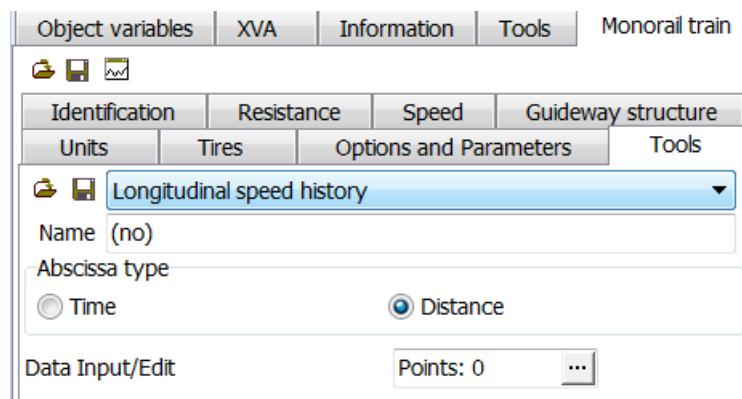 Object variables XVA Information Tools Monorail train
Identification Resistance Speed Guideway structure
Units Tires Options and Parameters Tools
Longitudinal speed history
Name (no)
Abscissa type
Time Distance
Data Input/Edit Points: 0 ...